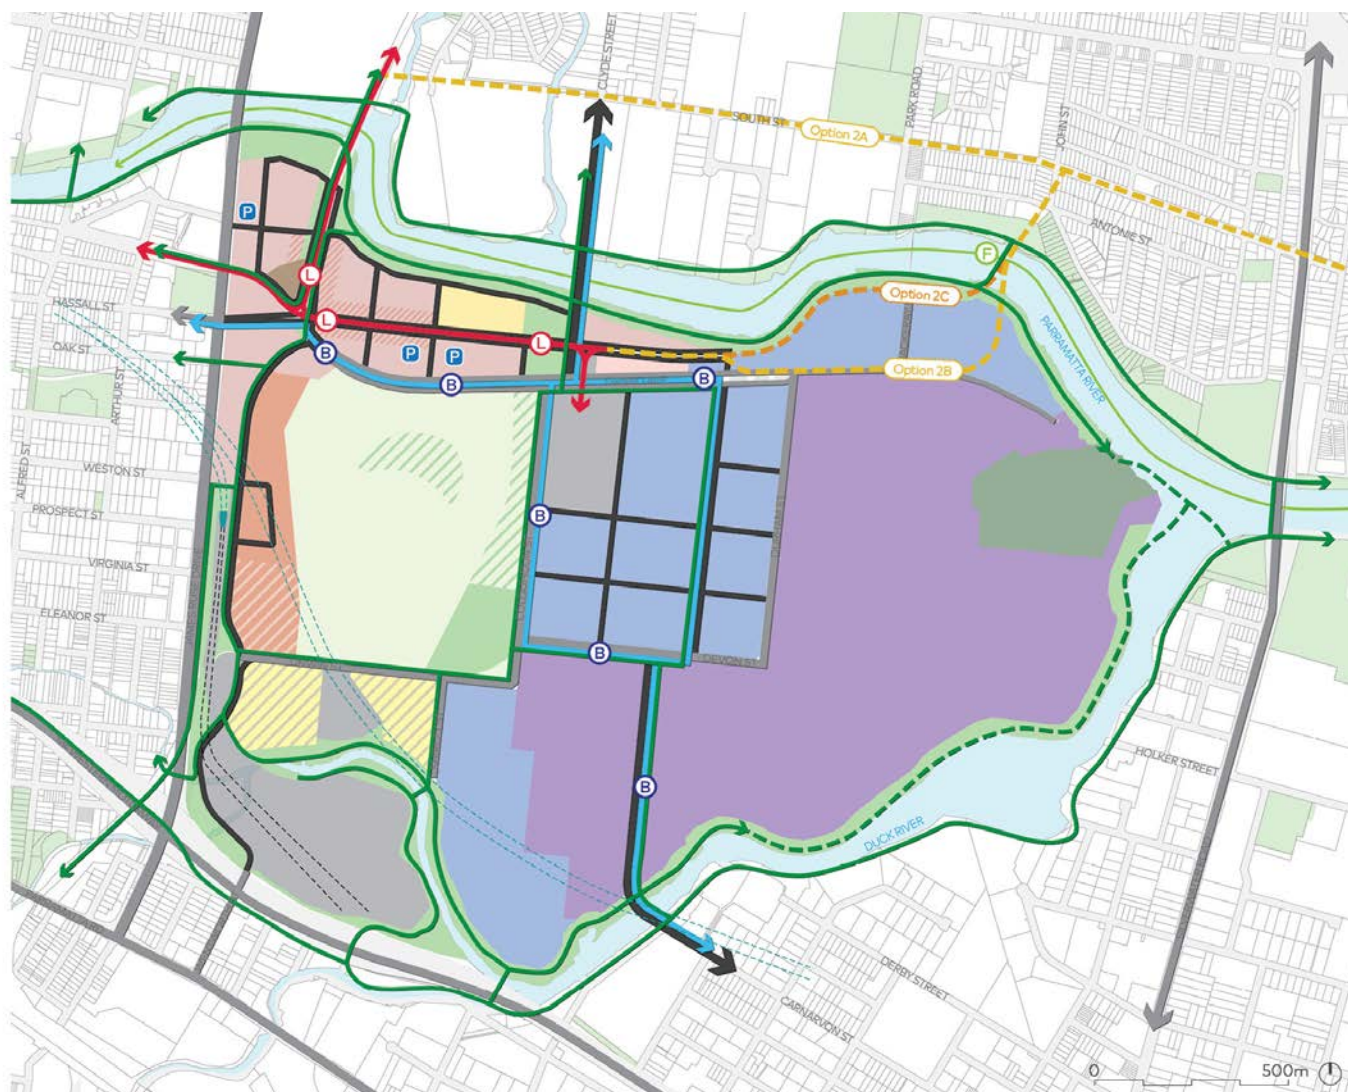 CLYDE STREET
SOUTH ST
PARK ROAD
JOHN ST
Option 2A
ANTOINE ST
P
F
L
HASSALL ST
L
Option 2C
PARRAMATTA RIVER
OAK ST
B
P
P
L
B
B
Option 2B
ARTHUR ST
ALFRED ST
WESTON ST
PROSPECT ST
B
VIRGINIA ST
ELEANOR ST
B
DEVON ST
HOLKER STREET
B
DUCK RIVER
DERBY STREET
CARNARVON ST
0
500m